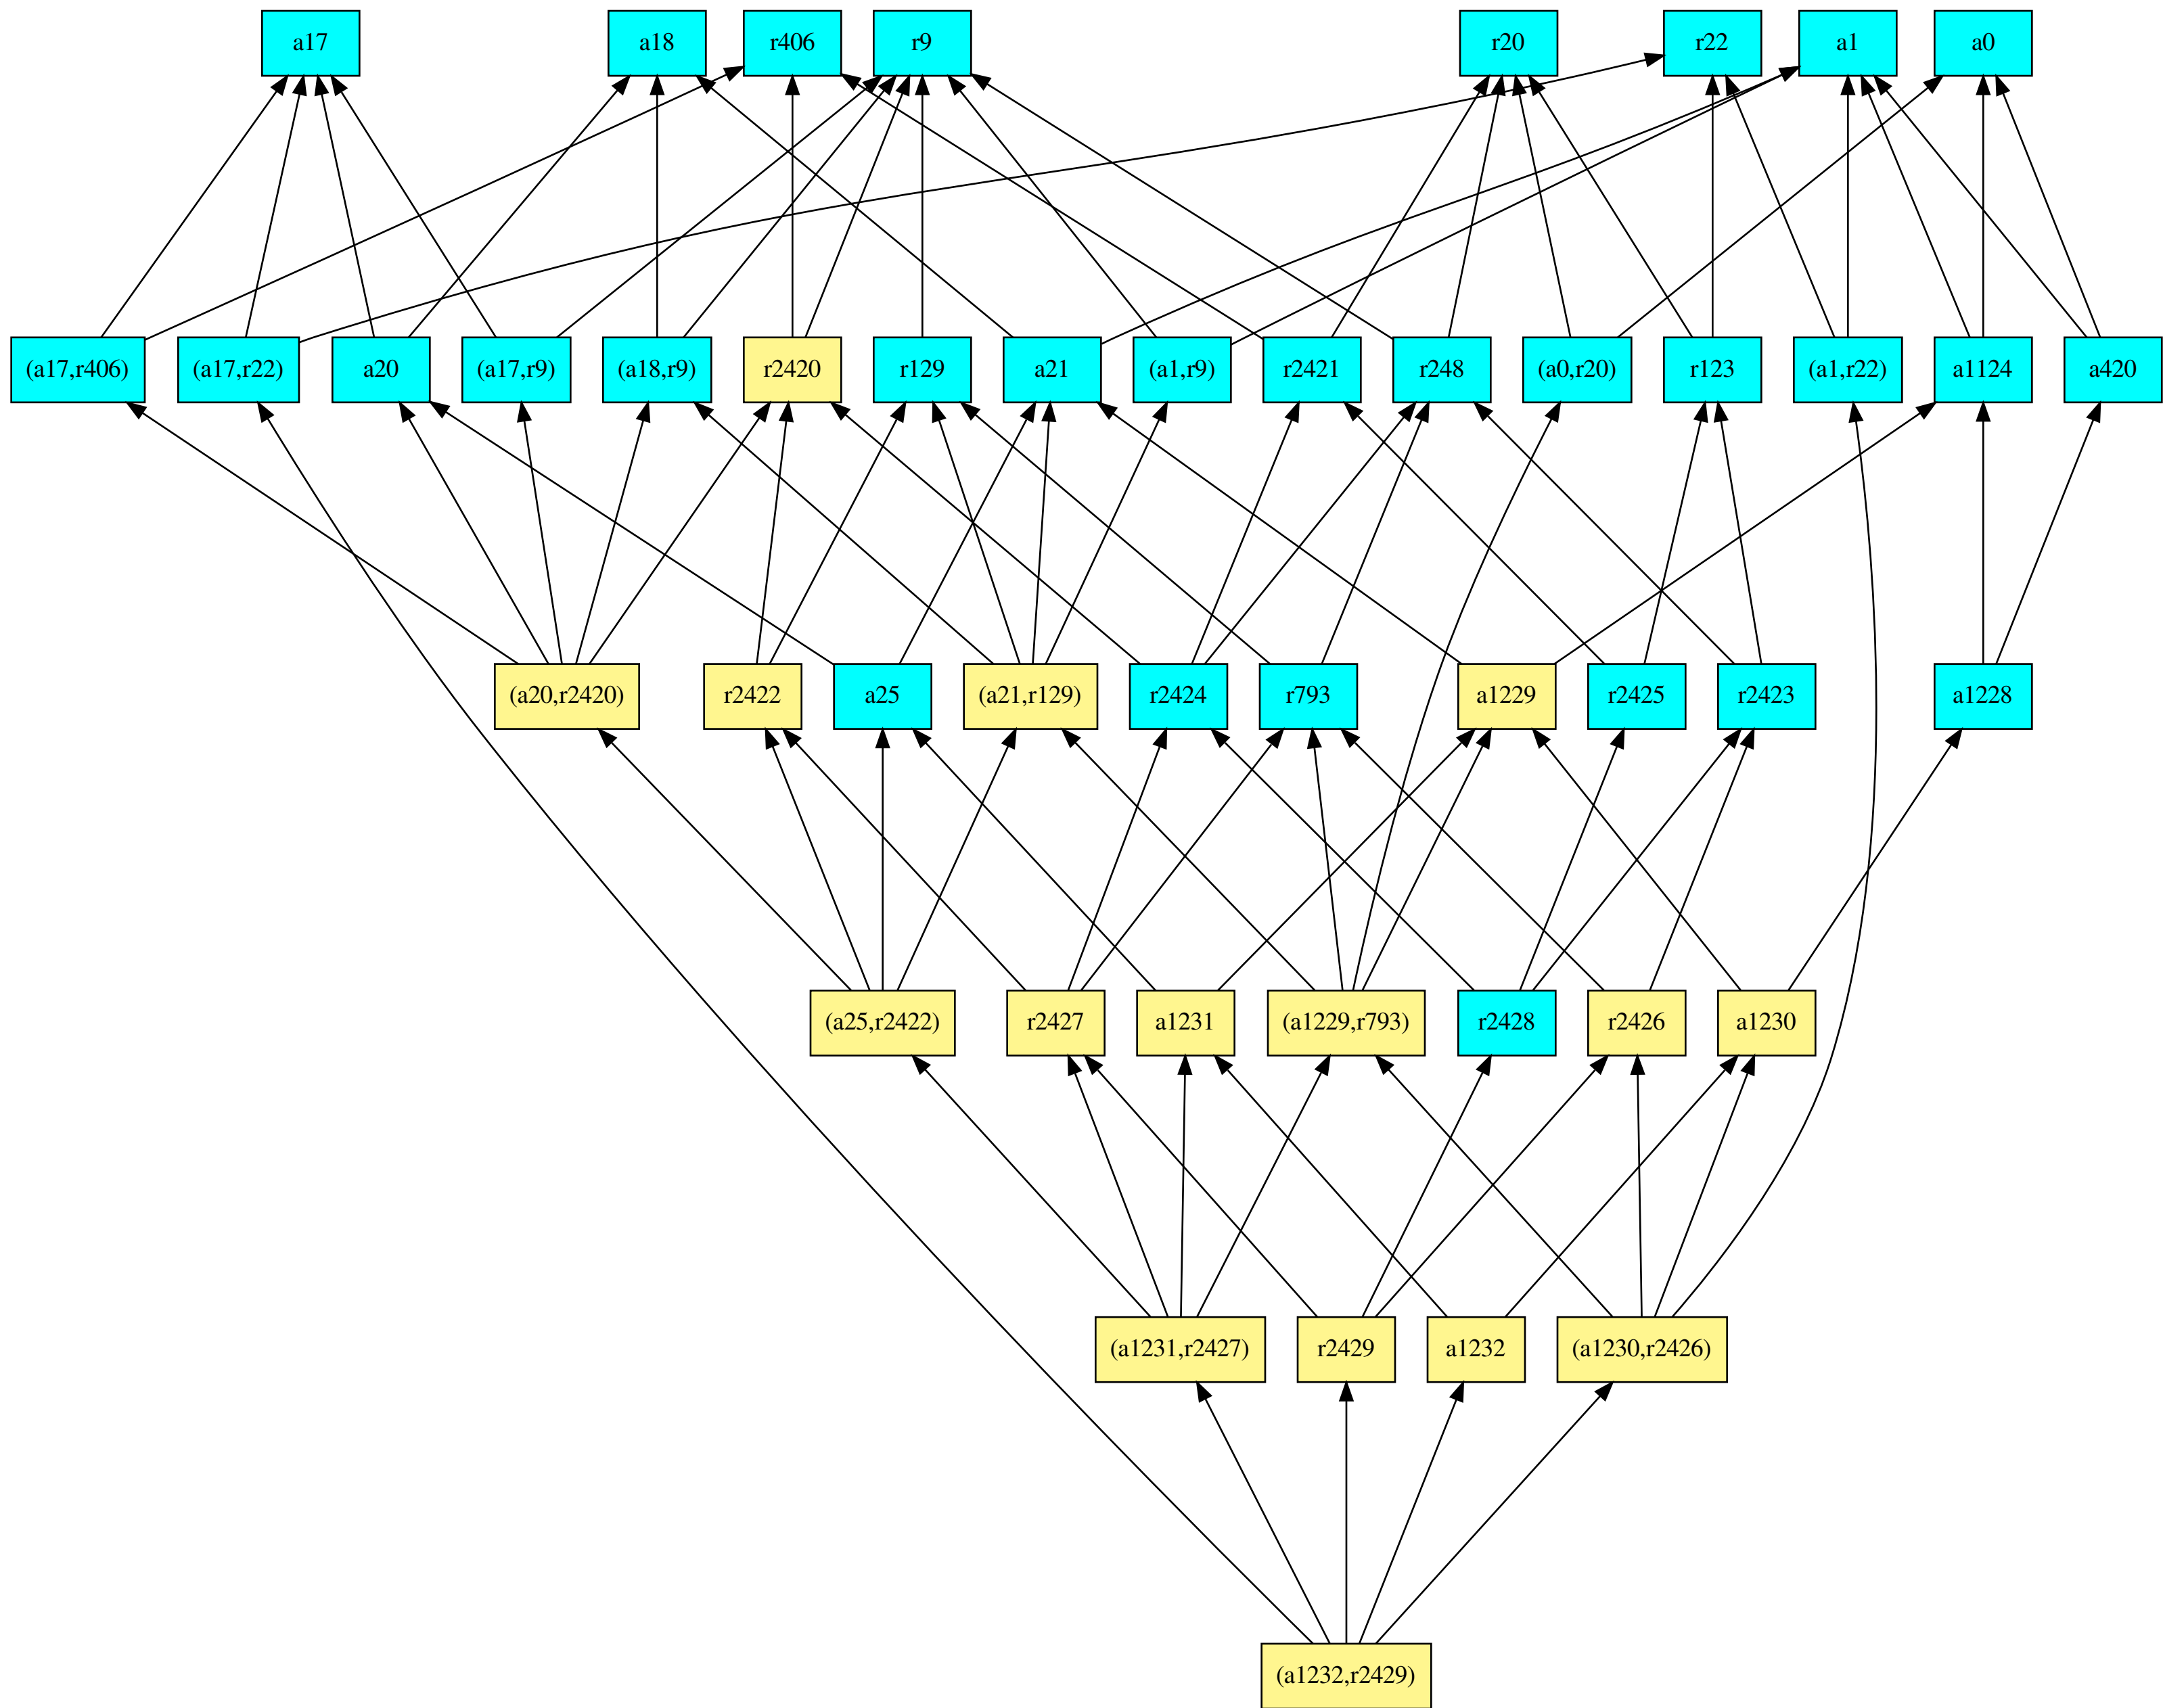 a17
a18
r406
r9
r20
r22
a1
a0
(a17,r406)
(a17,r22)
a20
(a17,r9)
(a18,r9)
r2420
r129
a21
(a1,r9)
r2421
r248
(a0,r20)
r123
(a1,r22)
a1124
a420
(a20,r2420)
r2422
a25
(a21,r129)
r2424
r793
a1229
r2425
r2423
a1228
(a25,r2422)
r2427
a1231
(a1229,r793)
r2428
r2426
a1230
(a1231,r2427)
r2429
a1232
(a1230,r2426)
(a1232,r2429)